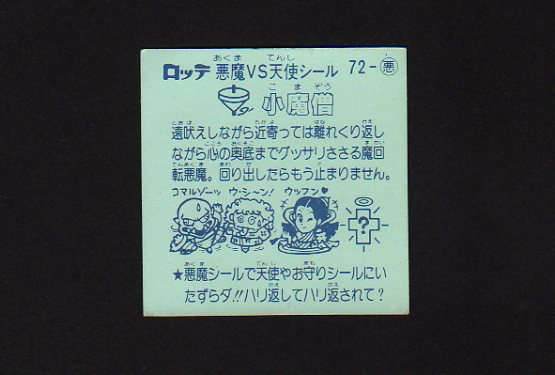 ロッテ 悪魔VS天使シール 72-悪
小魔僧
遠吠えしながら近寄っては離れくり返し
ながら心の奥底までグッサリささる魔回
転悪魔。回り出したらもう止まりません。
コマルゾーッ ウ・シ〜ン! ウッフン♥
?
★悪魔シールで天使やお守りシールにい
たずらダ!!ハリ返してハリ返されて?